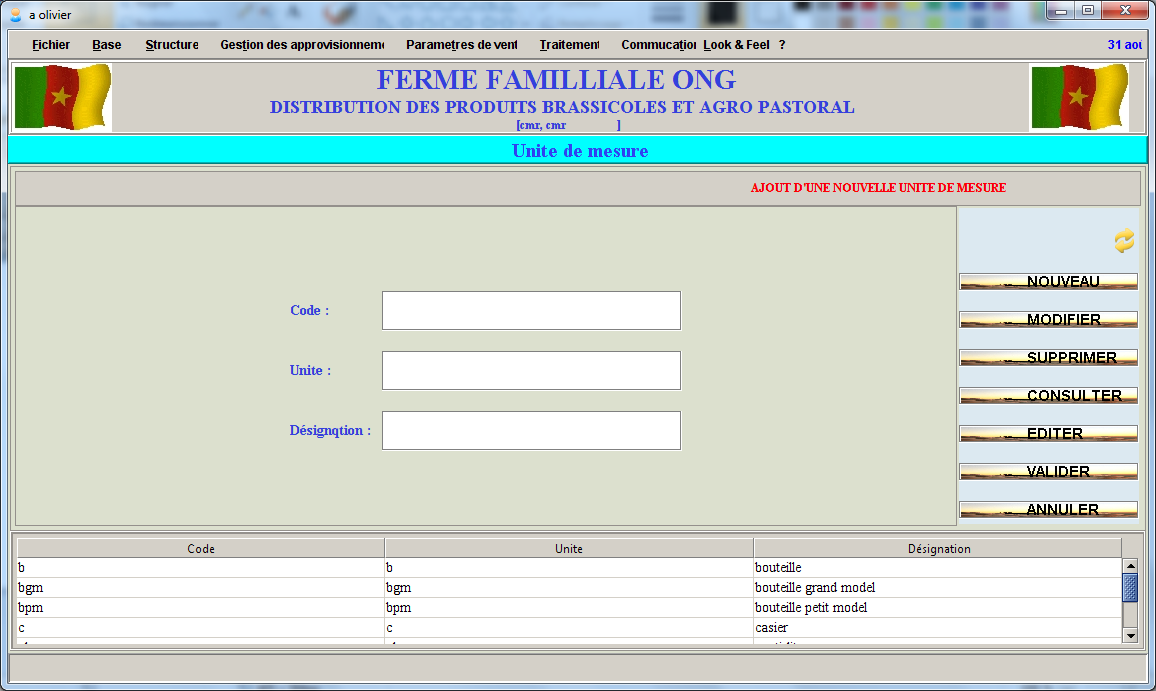 a olivier
Fichier Base Structure Gestion des approvisionneme Parametres de vent Traitement Commucation Look & Feel ? 31 aoû
FERME FAMILLIALE ONG
DISTRIBUTION DES PRODUITS BRASSICOLES ET AGRO PASTORAL
[cmr, cmr ]
Unite de mesure
AJOUT D'UNE NOUVELLE UNITE DE MESURE
NOUVEAU
Code :
MODIFIER
SUPPRIMER
Unite :
CONSULTER
Désignqtion :
EDITER
VALIDER
ANNULER
Code Unite Désignation
b b bouteille
bgm bgm bouteille grand model
bpm bpm bouteille petit model
c c casier